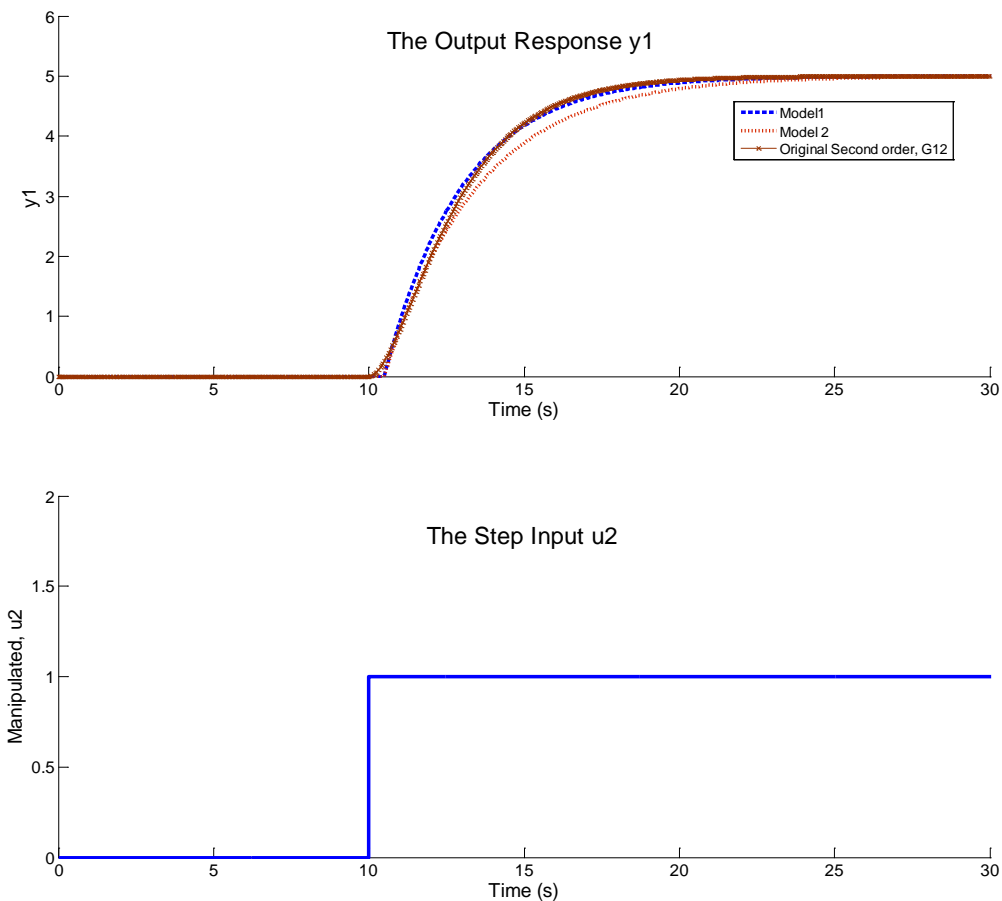 The Output Response y1
6
5
4
3
2
1
0
y1
Model1
Model 2
Original Second order, G12
0 5 10 15 20 25 30
Time (s)
The Step Input u2
2
1.5
1
0.5
0
Manipulated, u2
0 5 10 15 20 25 30
Time (s)